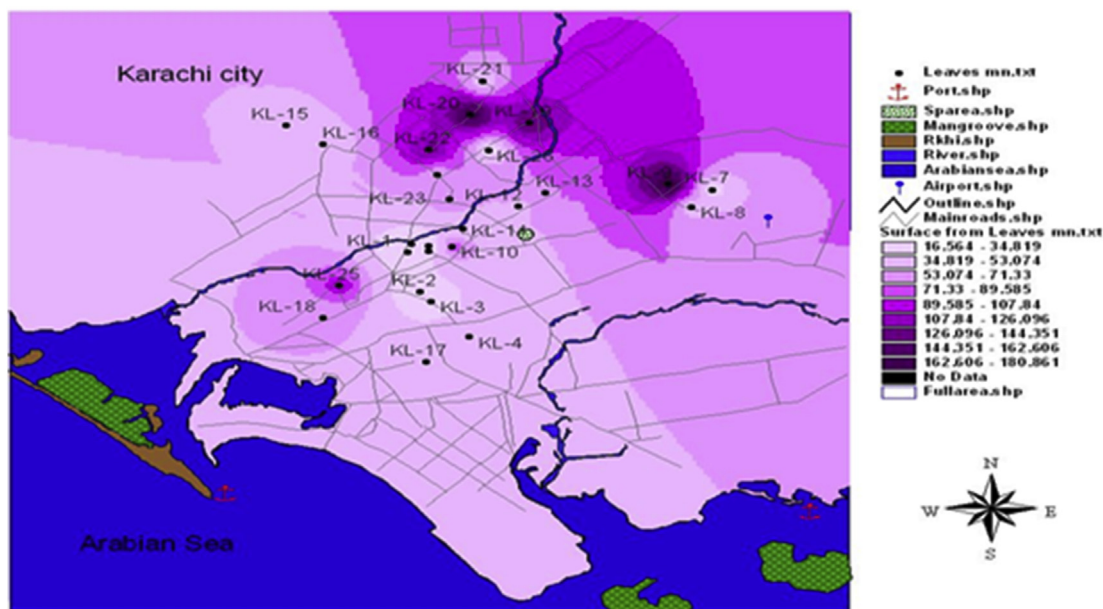 Karachi city
KL-21
KL-20
KL-15
KL-16
KL-22
KL-7
KL-13
KL-8
KL-23
KL-12
KL-14
KL-1
KL-10
KL-25
KL-2
KL-18
KL-3
KL-4
KL-17
Arabian Sea
Leaves mn.txt
Port.shp
Sparea.shp
Mangroove.shp
Rkhi.shp
River.shp
Arabiansea.shp
Airport.shp
Outline.shp
Mainroads.shp
Surface from Leaves mn.txt
16.564 - 34.819
34.819 - 53.074
53.074 - 71.33
71.33 - 89.585
89.585 - 107.84
107.84 - 126.096
126.096 - 144.351
144.351 - 162.606
162.606 - 180.861
No Data
Fullarea.shp
N
W E
S